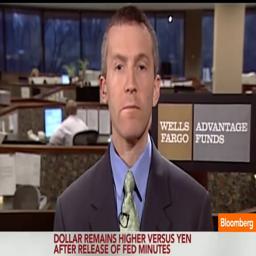 WELLS
FARGO
ADVANTAGE
FUNDS
Bloomberg
DOLLAR REMAINS HIGHER VERSUS YEN
AFTER RELEASE OF FED MINUTES